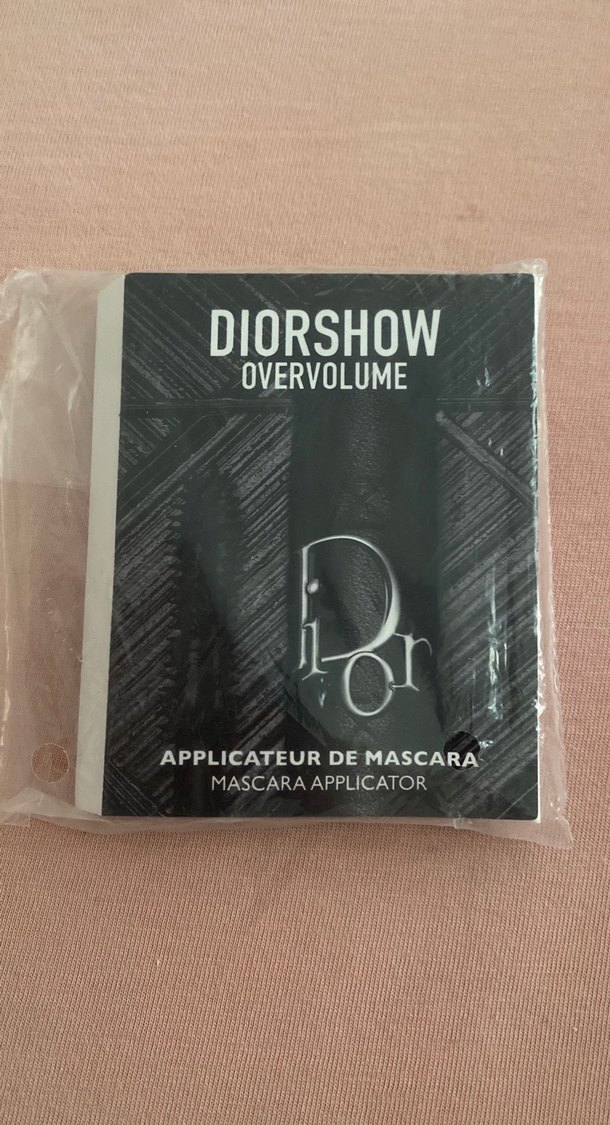 DIORSHOW
OVERVOLUME
Dior
APPLICATEUR DE MASCARA
MASCARA APPLICATOR